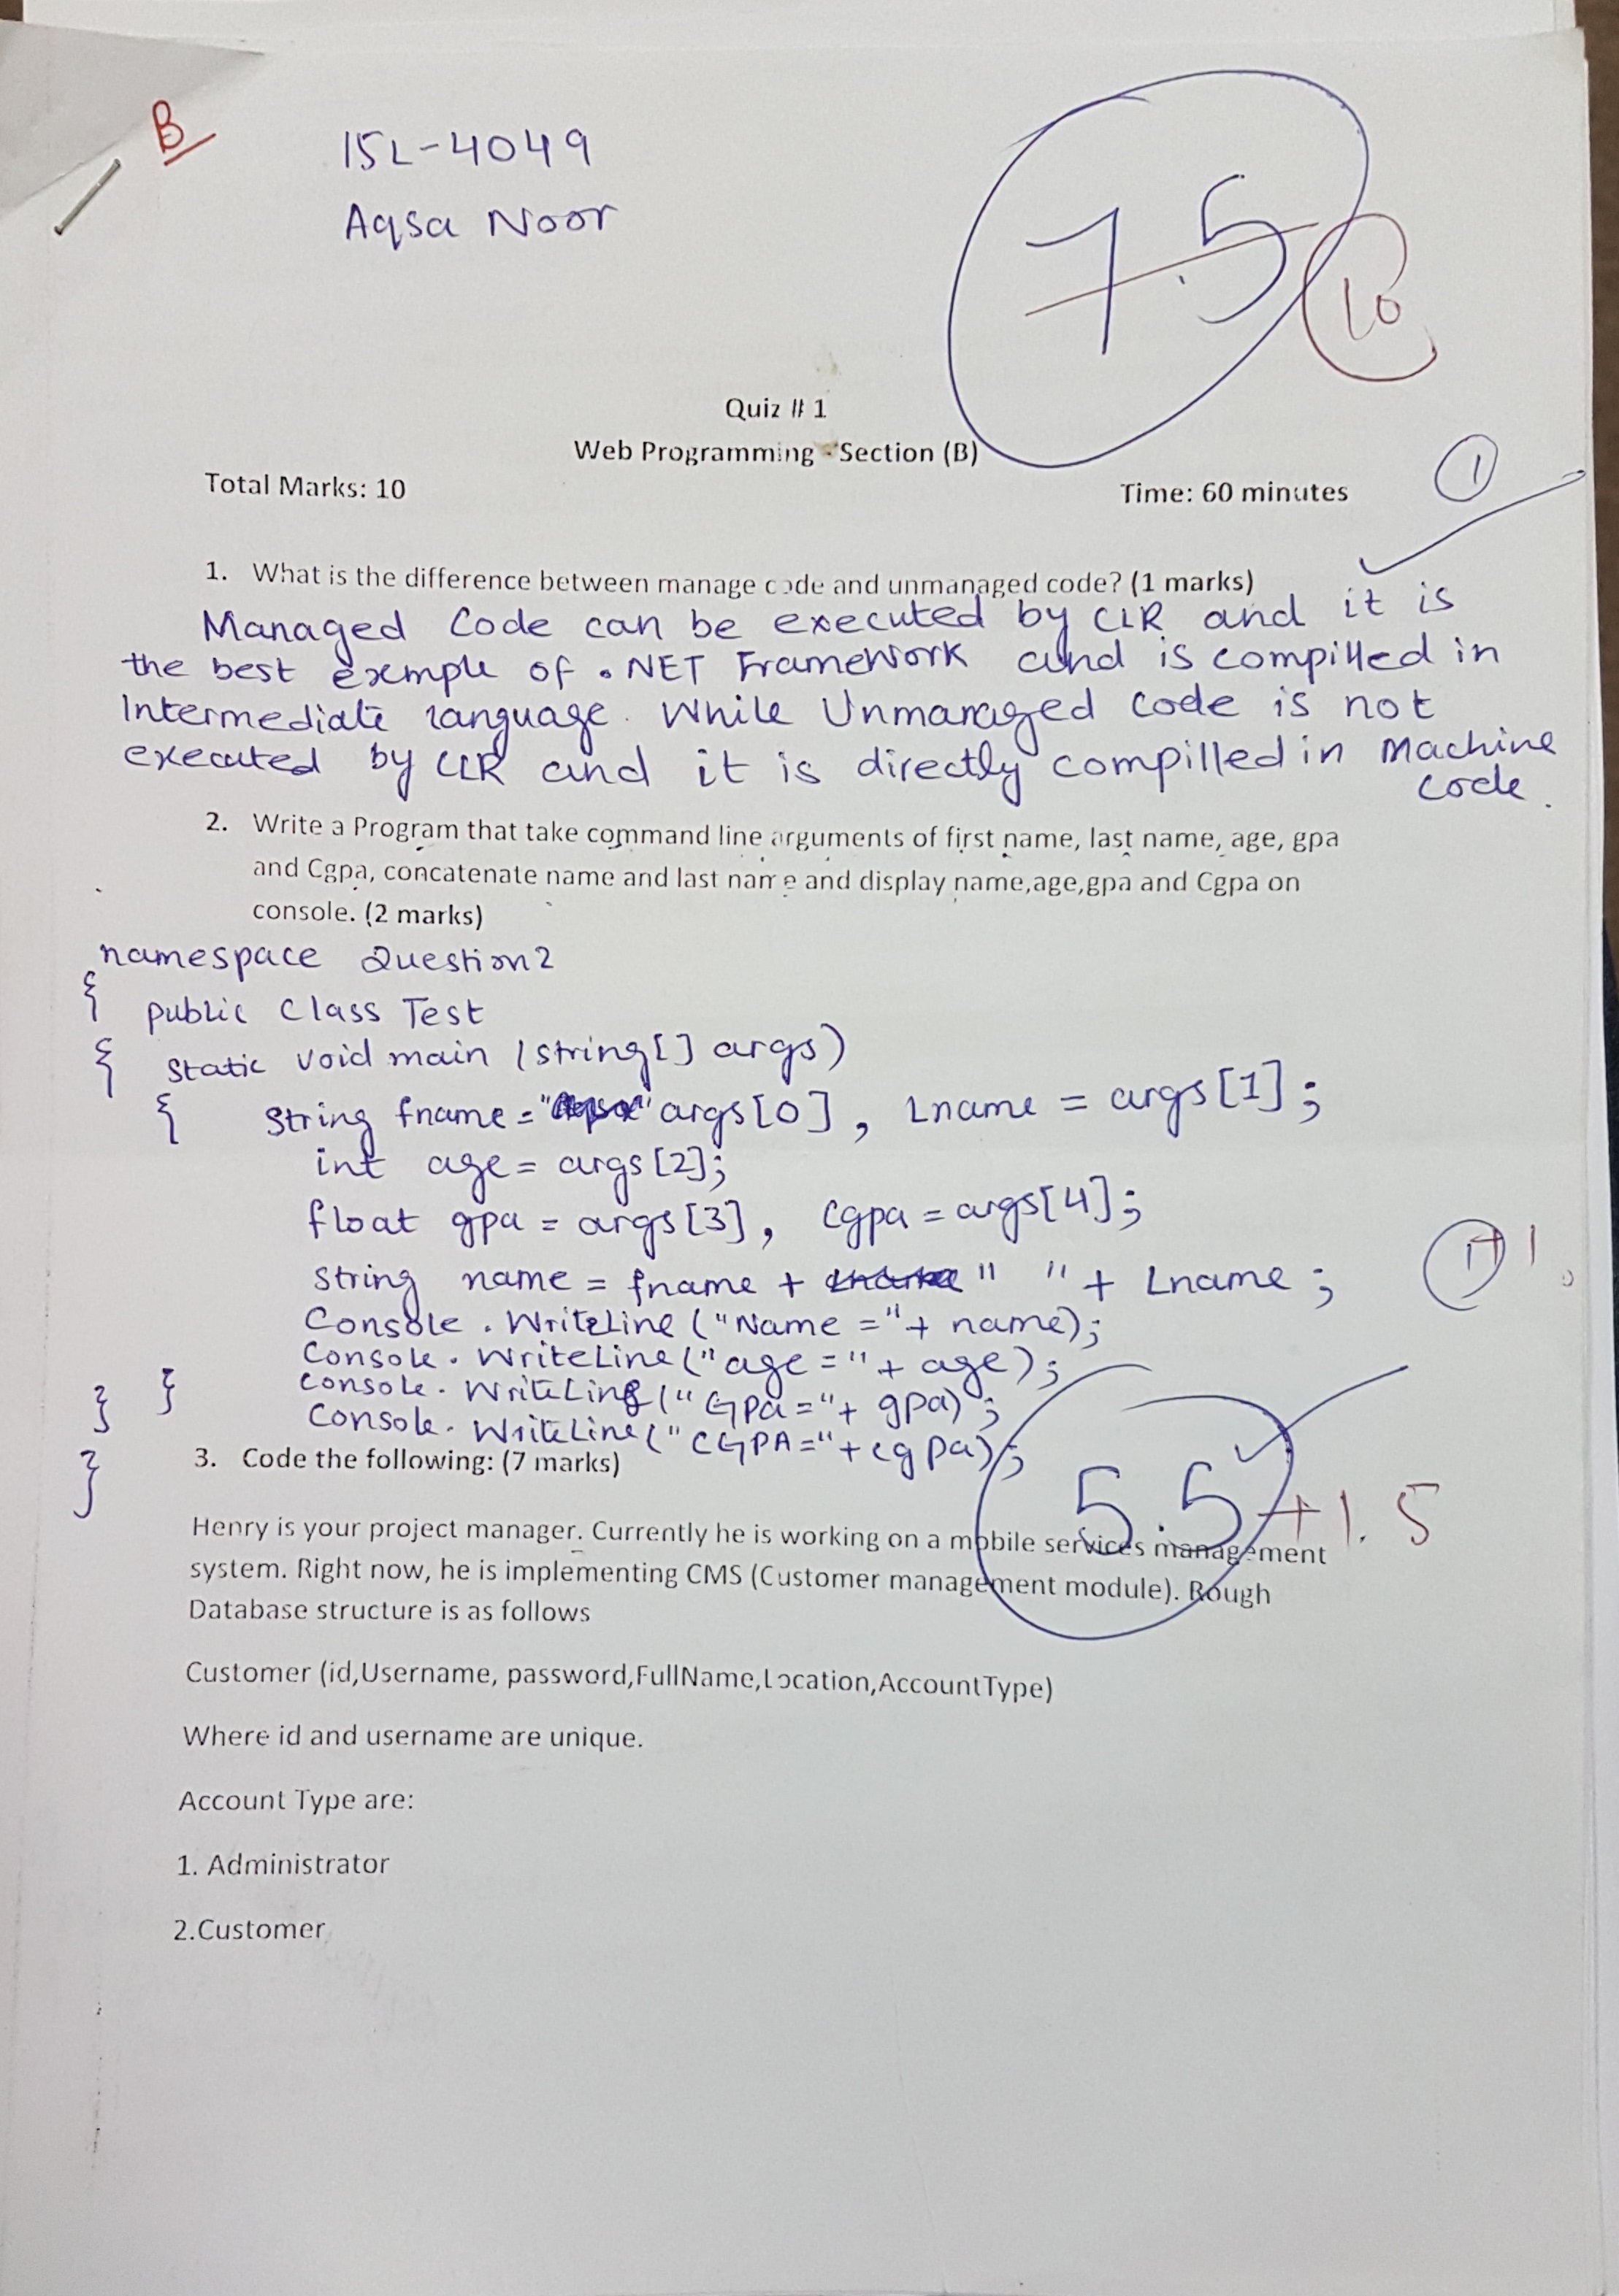 B
15L-4049
Aqsa Noor
7.5
10
Quiz # 1
Web Programming - Section (B)
Total Marks: 10
Time: 60 minutes
1
1. What is the difference between manage code and unmanaged code? (1 marks)
Managed Code can be executed by CLR and it is
the best exmple of .NET FrameWork and is compilled in
Intermediate language. While Unmanaged code is not
executed by CLR and it is directly compilled in Machine
code.
2. Write a Program that take command line arguments of first name, last name, age, gpa
and Cgpa, concatenate name and last name and display name,age,gpa and Cgpa on
console. (2 marks)
namespace Question2
{ public Class Test
{ Static void main (string[] args)
{ String fname = args[0], Lname = args[1];
int age = args[2];
float gpa = args[3], cgpa = args[4];
String name = fname + " " + Lname;
1+1
Console.WriteLine("Name ="+ name);
Console.WriteLine("age ="+ age);
Console.WriteLine("GPa="+ gpa);
} }
Console.WriteLine("CGPA="+cgpa);
}
3. Code the following: (7 marks)
5.5+1.5
Henry is your project manager. Currently he is working on a mobile services management
system. Right now, he is implementing CMS (Customer management module). Rough
Database structure is as follows
Customer (id,Username, password,FullName,Location,AccountType)
Where id and username are unique.
Account Type are:
1. Administrator
2.Customer